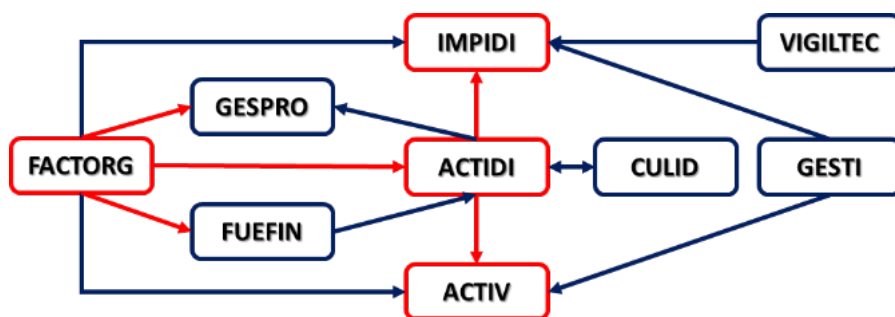 IMPIDI
VIGILTEC
GESPRO
FACTORG
ACTIDI
CULID
GESTI
FUEFIN
ACTIV